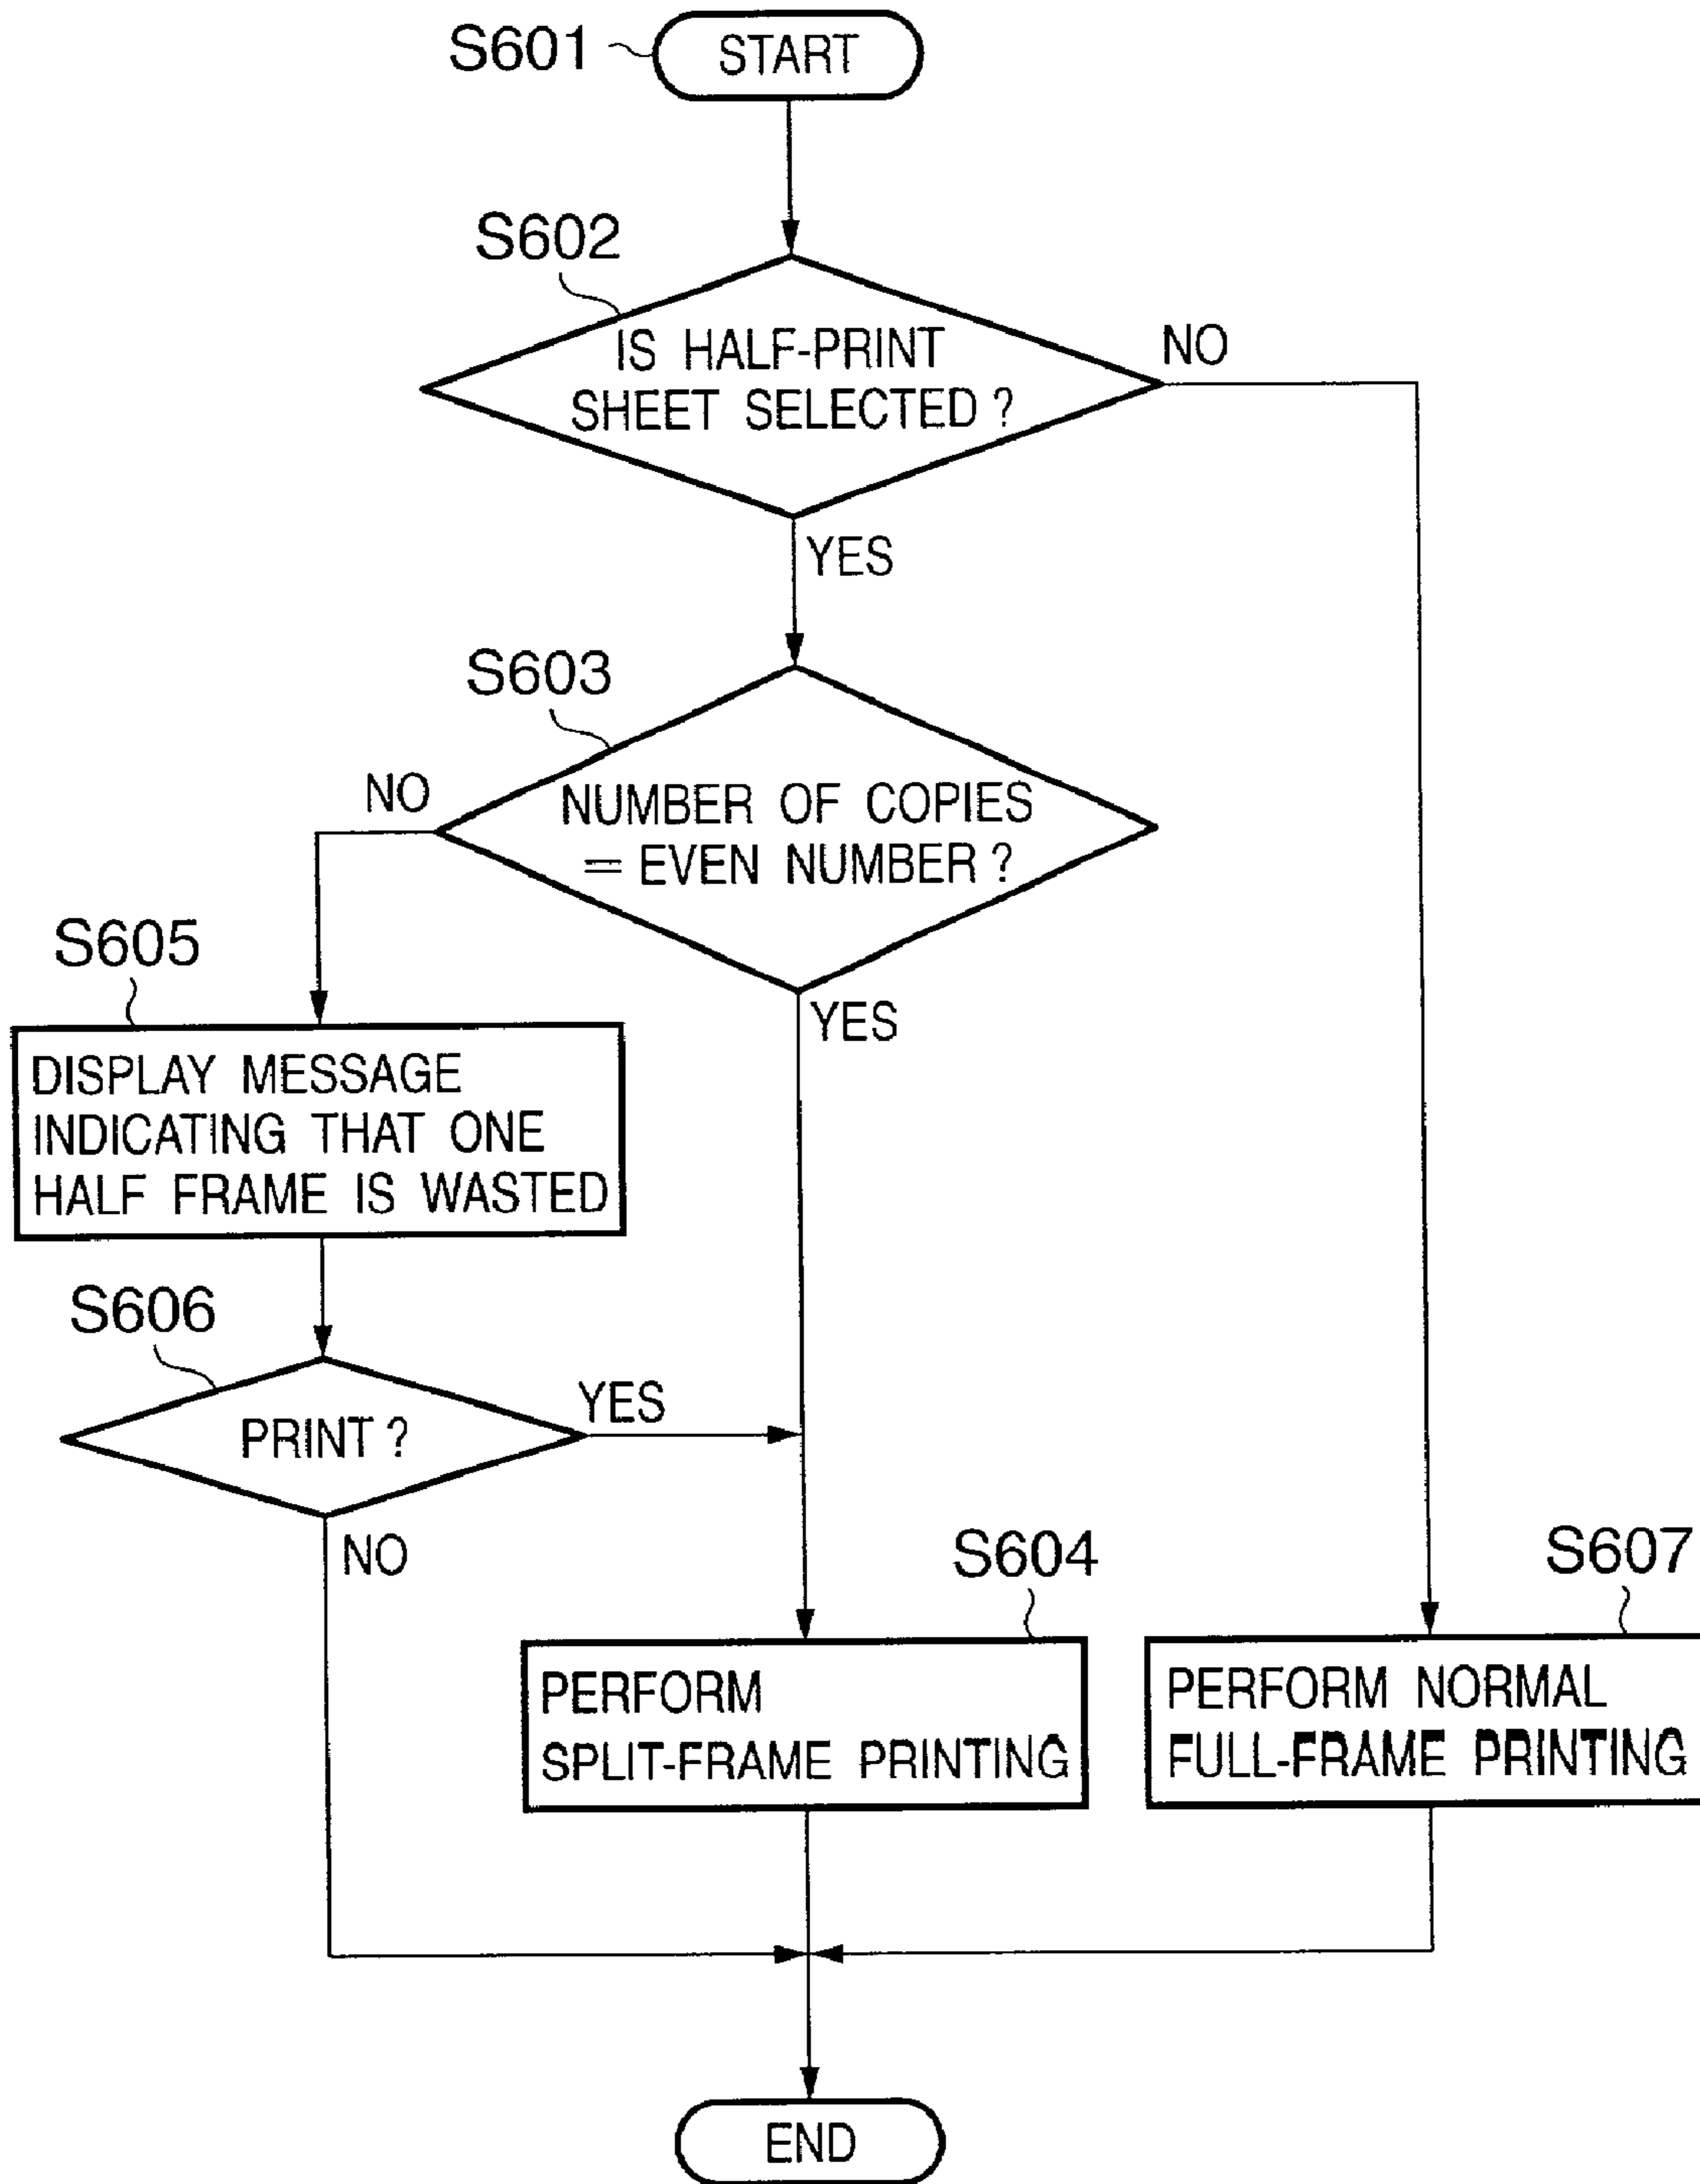 S601
START
S602
IS HALF-PRINT
SHEET SELECTED ?
NO
YES
S603
NUMBER OF COPIES
= EVEN NUMBER ?
NO
YES
S605
DISPLAY MESSAGE
INDICATING THAT ONE
HALF FRAME IS WASTED
S606
PRINT ?
YES
NO
S604
PERFORM
SPLIT-FRAME PRINTING
S607
PERFORM NORMAL
FULL-FRAME PRINTING
END